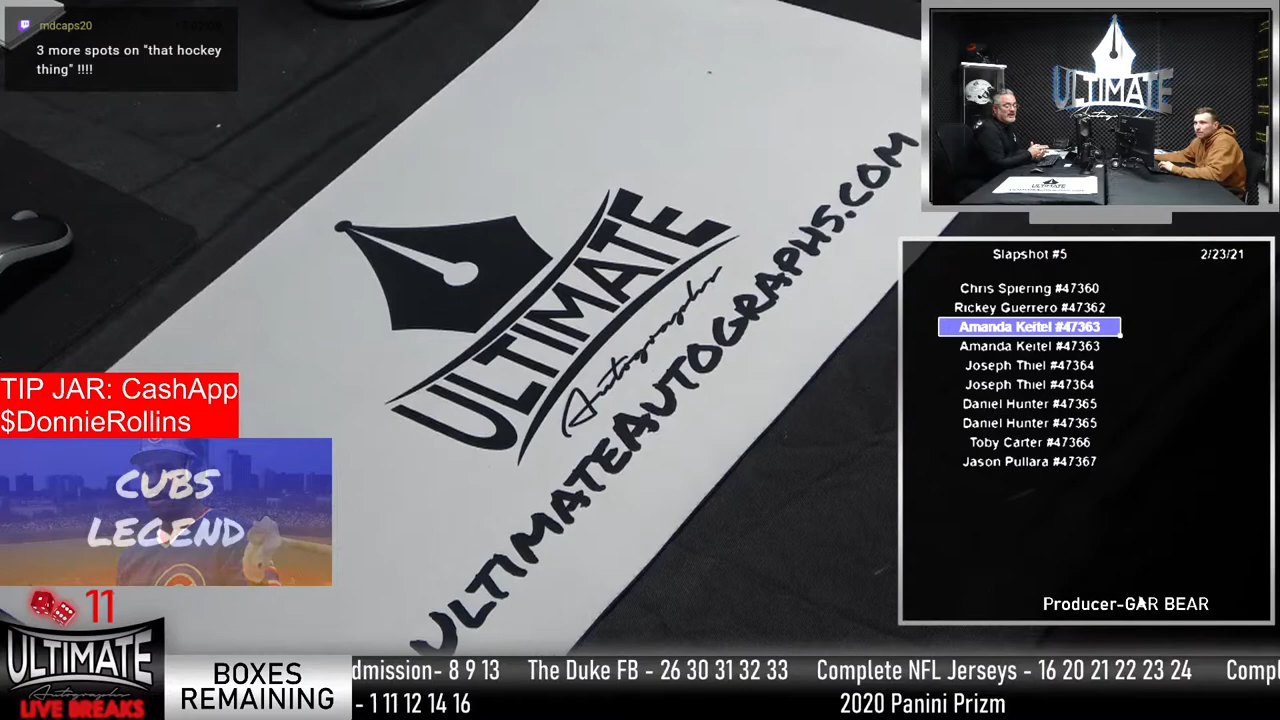 mdcaps20
3 more spots on "that hockey
thing" !!!!
ULTIMATE
Autographs
ULTIMATE
Autographs
ULTIMATEAUTOGRAPHS.COM
Slapshot #5 2/23/21
Chris Spiering #47360
Rickey Guerrero #47362
Amanda Keitel #47363
Amanda Keitel #47363
Joseph Thiel #47364
Joseph Thiel #47364
Daniel Hunter #47365
Daniel Hunter #47365
Toby Carter #47366
Jason Pullara #47367
Producer-GAR BEAR
TIP JAR: CashApp
$DonnieRollins
CUBS
LEGEND
11
ULTIMATE
Autographs
LIVE BREAKS
BOXES
REMAINING
dmission- 8 9 13 The Duke FB - 26 30 31 32 33 Complete NFL Jerseys - 16 20 21 22 23 24 Compl
- 1 11 12 14 16 2020 Panini Prizm